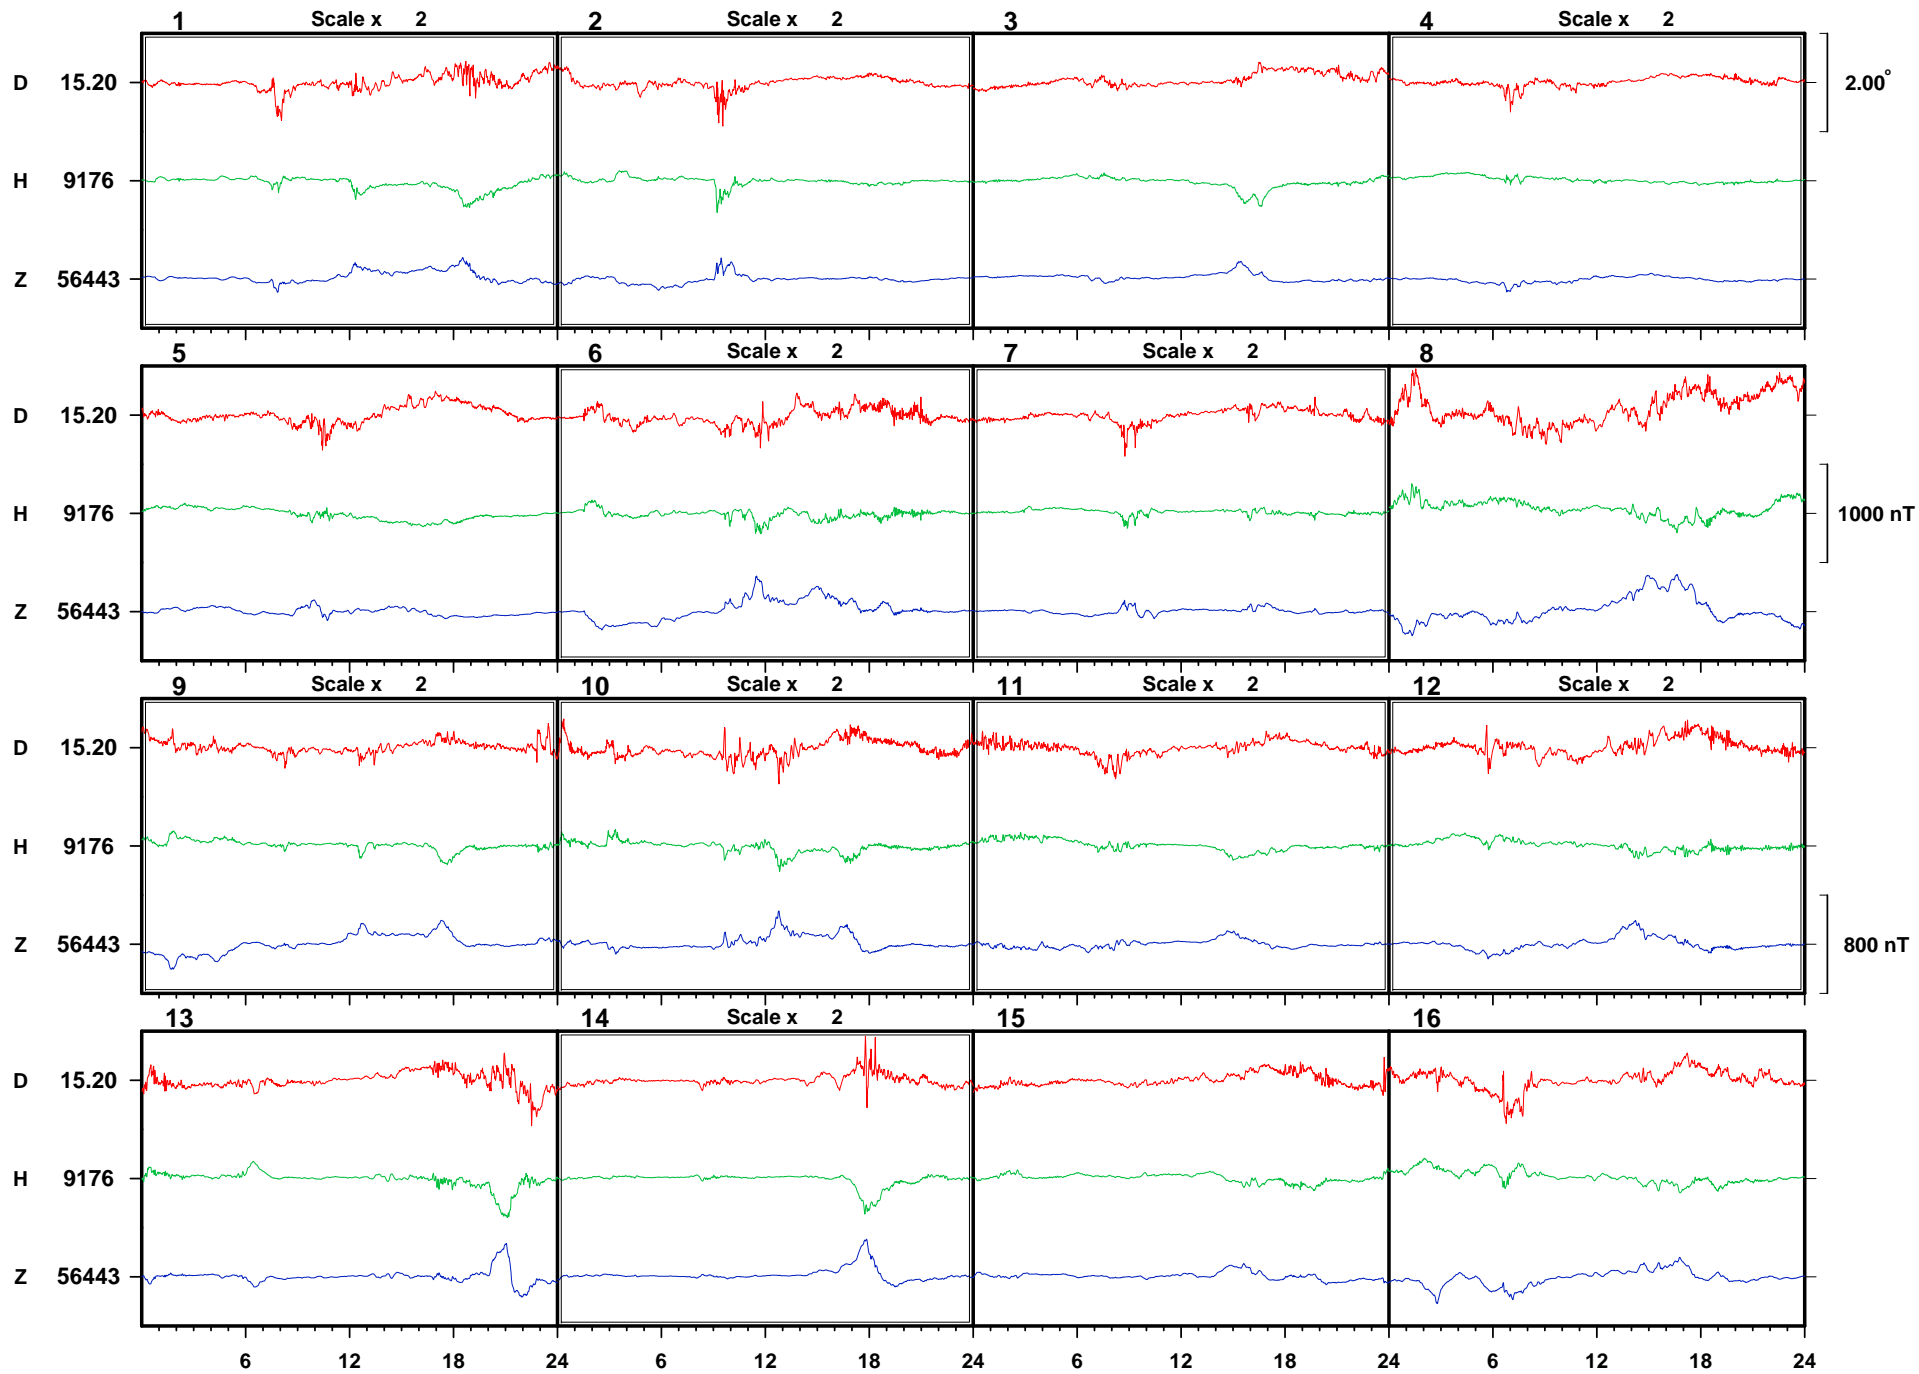 1 Scale x 2 2 Scale x 2 3 4 Scale x 2
D 15.20 2.00°
H 9176
Z 56443
5 6 Scale x 2 7 Scale x 2 8
D 15.20
H 9176 1000 nT
Z 56443
9 Scale x 2 10 Scale x 2 11 Scale x 2 12 Scale x 2
D 15.20
H 9176
Z 56443 800 nT
13 14 Scale x 2 15 16
D 15.20
H 9176
Z 56443
6 12 18 24 6 12 18 24 6 12 18 24 6 12 18 24